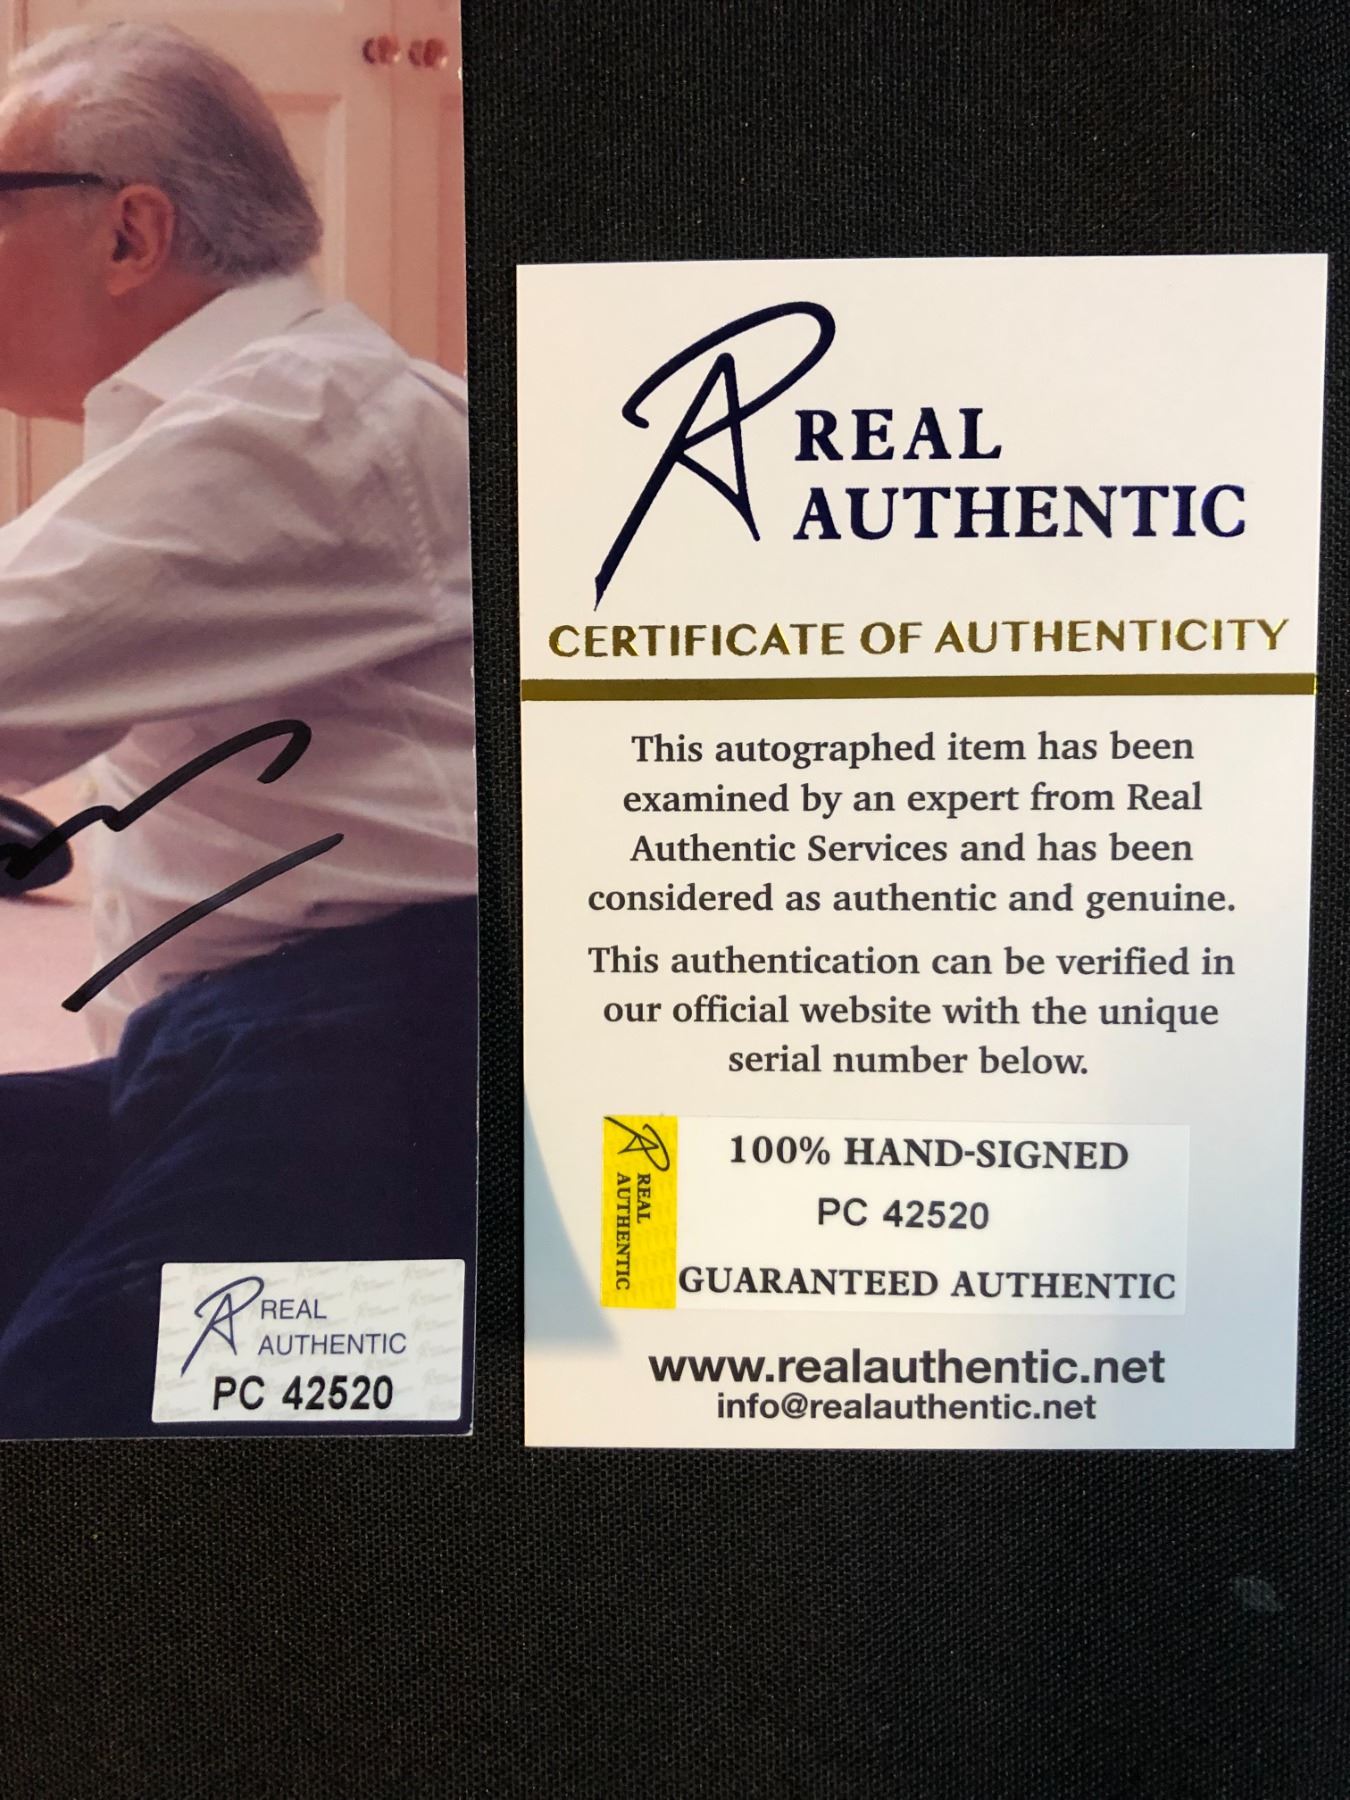 REAL
AUTHENTIC
CERTIFICATE OF AUTHENTICITY
This autographed item has been
examined by an expert from Real
Authentic Services and has been
considered as authentic and genuine.
This authentication can be verified in
our official website with the unique
serial number below.
REAL
AUTHENTIC
100% HAND-SIGNED
PC 42520
GUARANTEED AUTHENTIC
www.realauthentic.net
info@realauthentic.net
REAL
AUTHENTIC
PC 42520